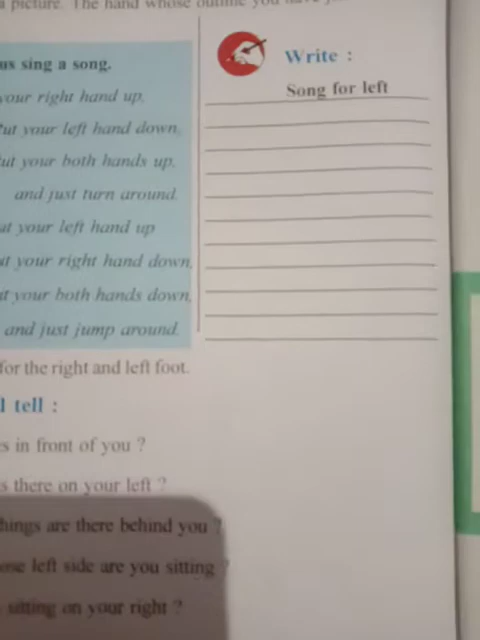 a picture. The hand whose outline you
us sing a song.
your right hand up,
ut your left hand down,
ut your both hands up,
and just turn around.
ut your left hand up
ut your right hand down,
ut your both hands down,
and just jump around.
for the right and left foot.
l tell :
s in front of you ?
s there on your left ?
hings are there behind you ?
ose left side are you sitting ?
sitting on your right ?
Write :
Song for left